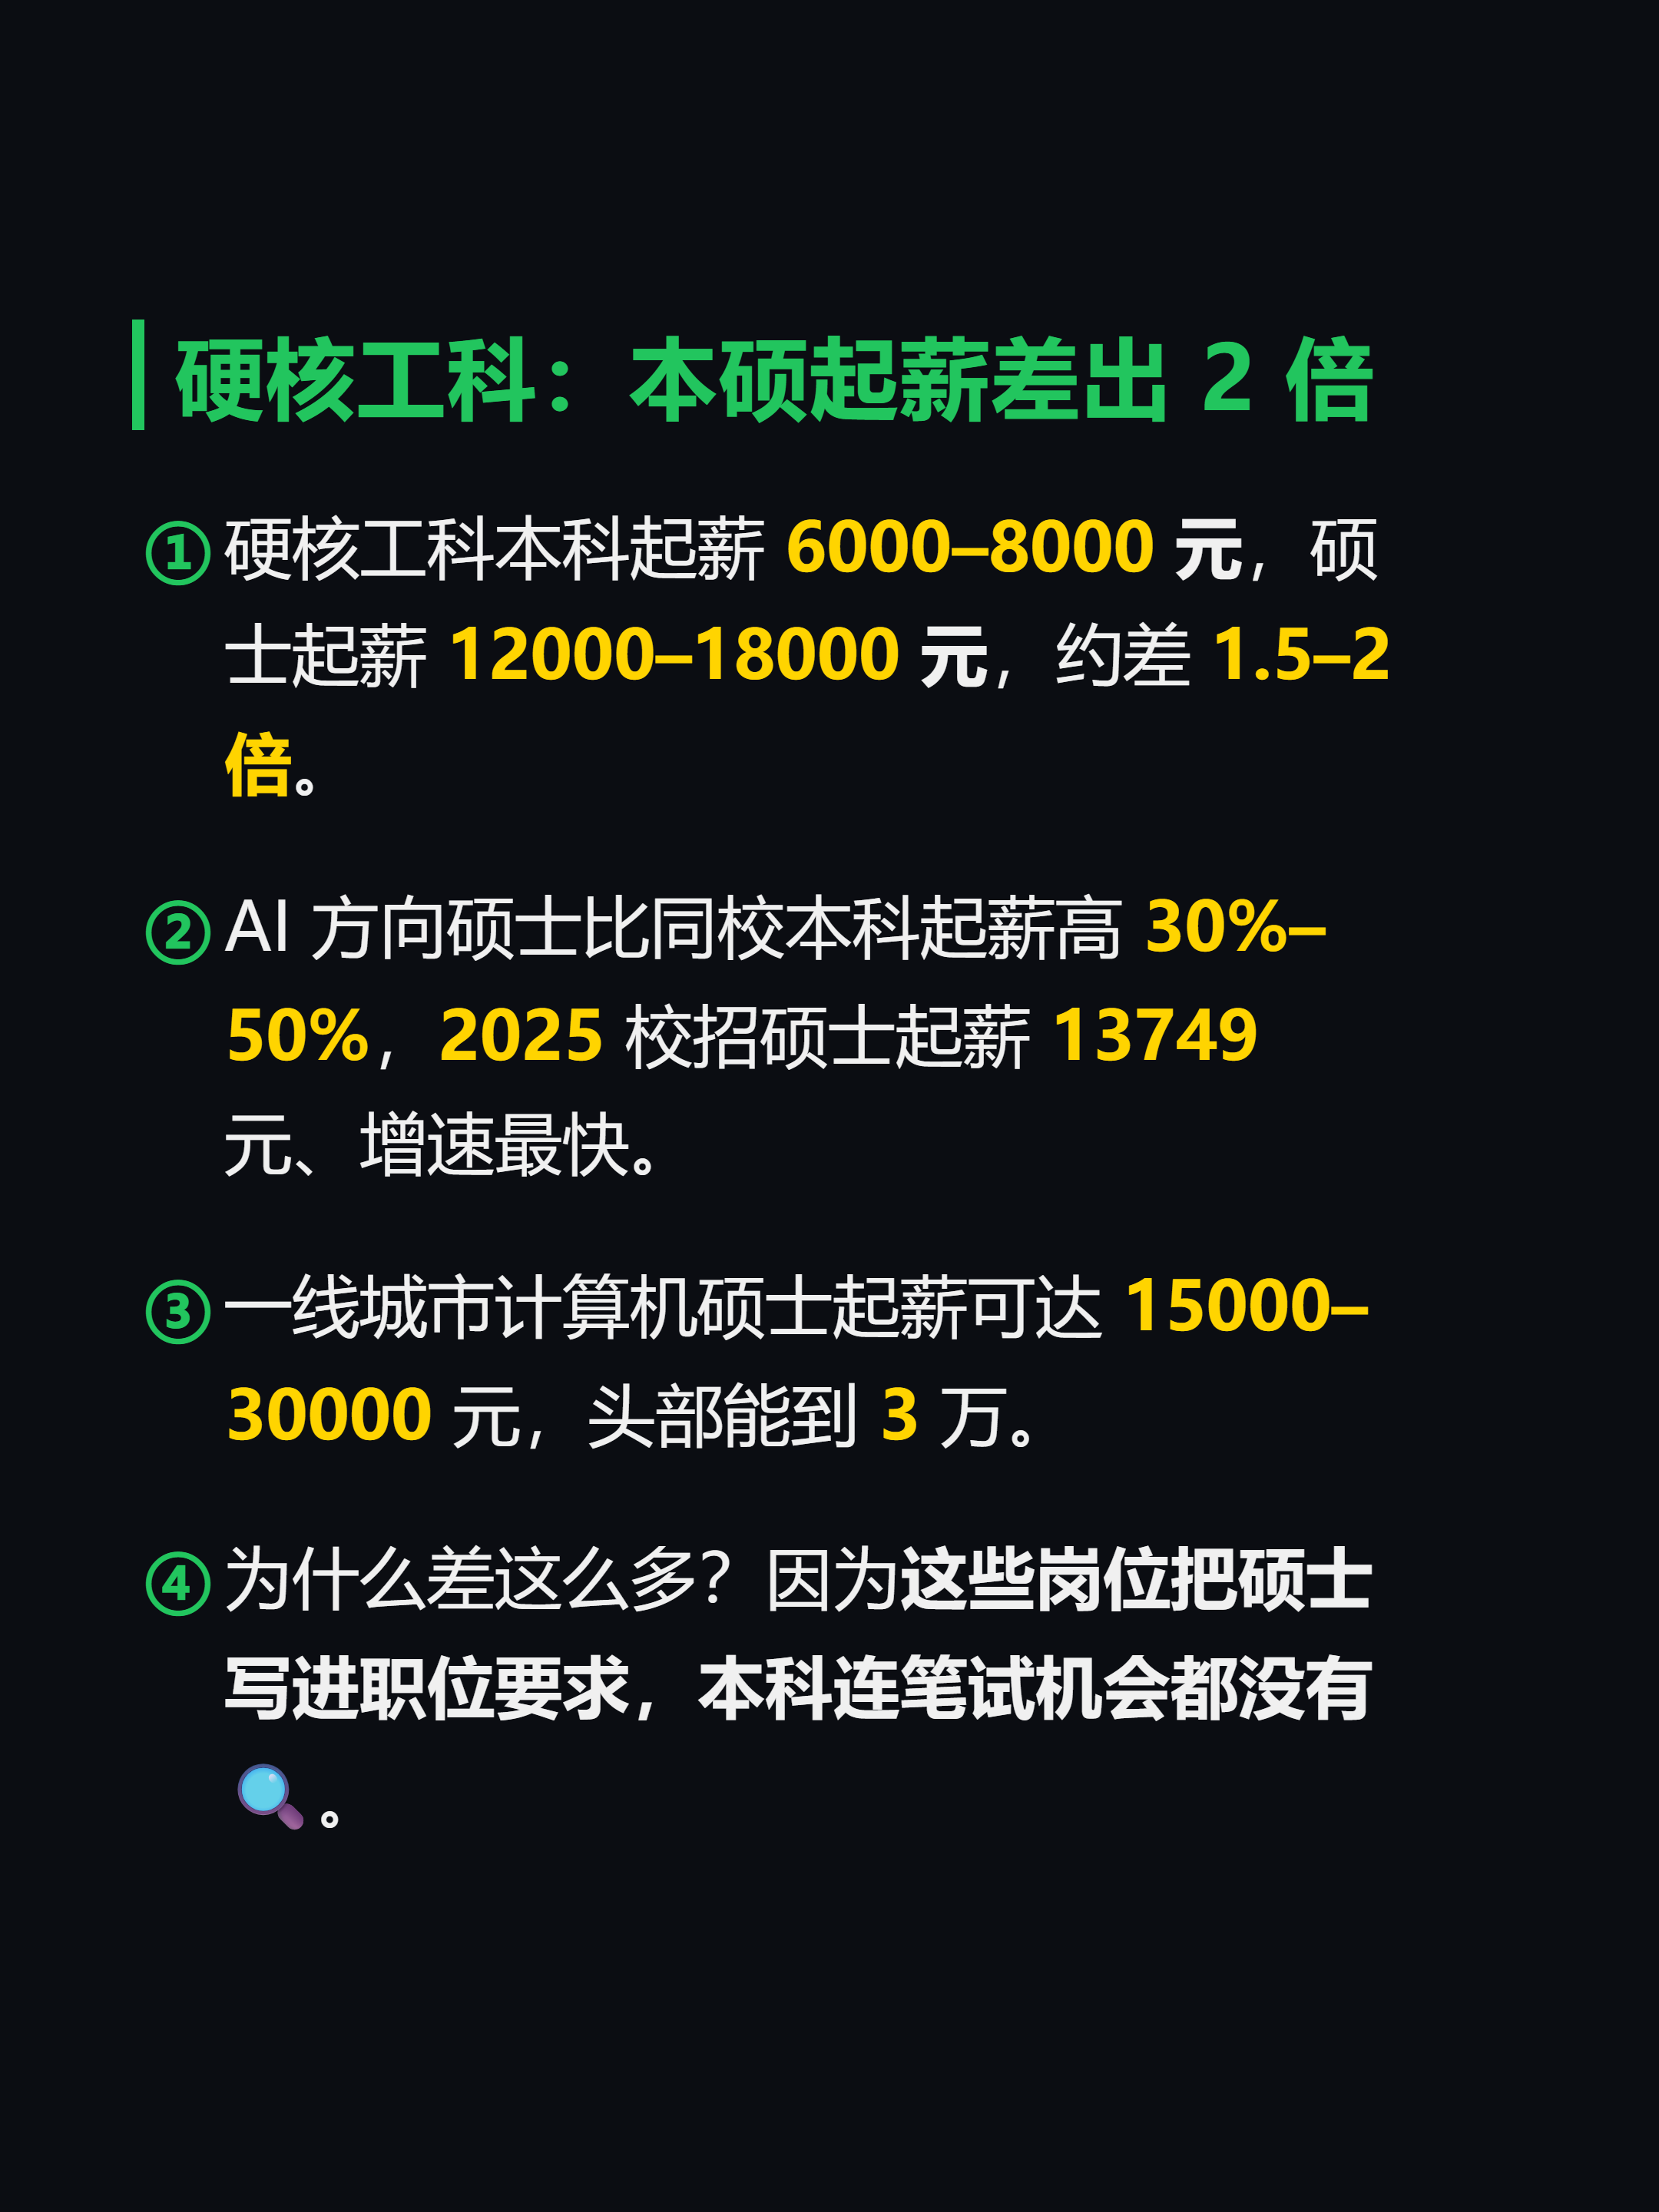 硬核工科：本硕起薪差出 2 倍
① 硬核工科本科起薪 6000–8000 元，硕
士起薪 12000–18000 元，约差 1.5–2
倍。
② AI 方向硕士比同校本科起薪高 30%–
50%，2025 校招硕士起薪 13749
元、增速最快。
③ 一线城市计算机硕士起薪可达 15000–
30000 元，头部能到 3 万。
④ 为什么差这么多？因为这些岗位把硕士
写进职位要求，本科连笔试机会都没有
🔍。